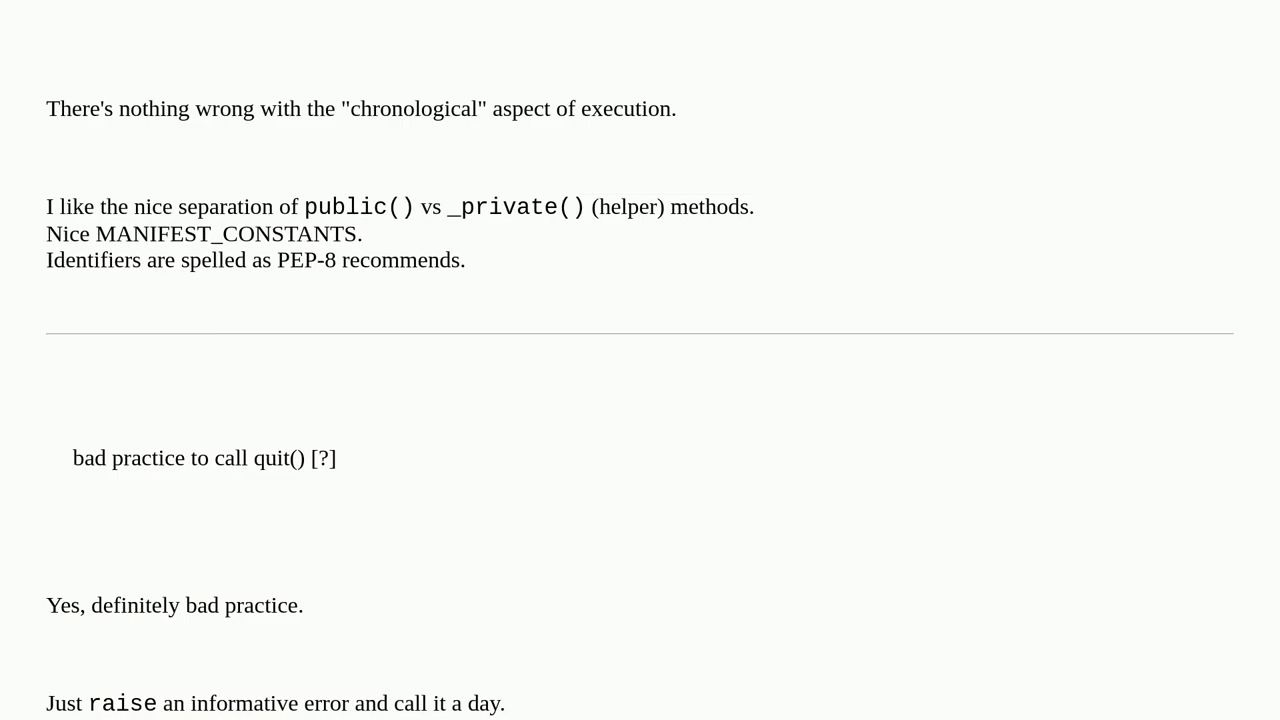 There's nothing wrong with the "chronological" aspect of execution.
I like the nice separation of public() vs _private() (helper) methods.
Nice MANIFEST_CONSTANTS.
Identifiers are spelled as PEP-8 recommends.
bad practice to call quit() [?]
Yes, definitely bad practice.
Just raise an informative error and call it a day.